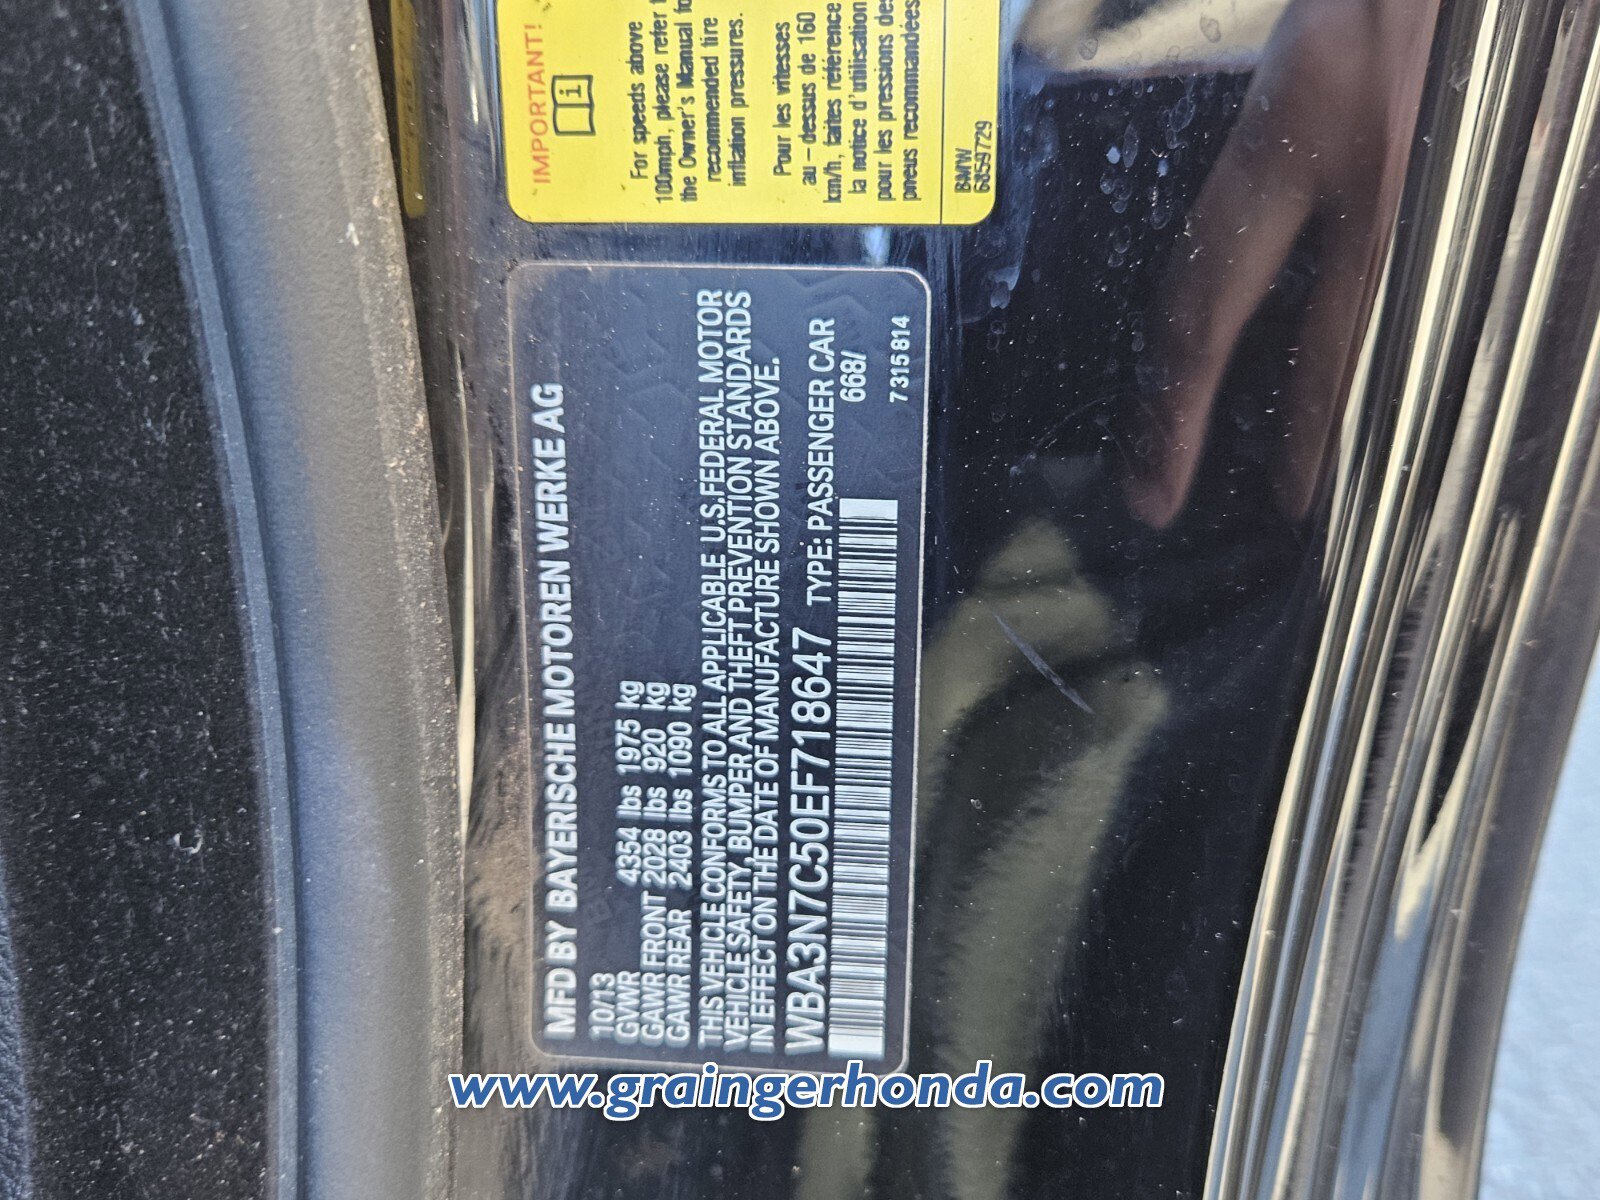 IMPORTANT!
For speeds above
100mph, please refer
the Owner's Manual
recommended tire
inflation pressures.
Pour les vitesses
au-dessus de 160
km/h, faites référence
la notice d'utilisation
pour les pressions des
pneus recommandées
BMW
6859729
MFD BY BAYERISCHE MOTOREN WERKE AG
10/13
GVWR 4354 lbs 1975 kg
GAWR FRONT 2028 lbs 920 kg
GAWR REAR 2403 lbs 1090 kg
THIS VEHICLE CONFORMS TO ALL APPLICABLE U.S.FEDERAL MOTOR
VEHICLE SAFETY, BUMPER AND THEFT PREVENTION STANDARDS
IN EFFECT ON THE DATE OF MANUFACTURE SHOWN ABOVE.
WBA3N7C50EF718647 TYPE: PASSENGER CAR
668/
7315814
www.graingerhonda.com